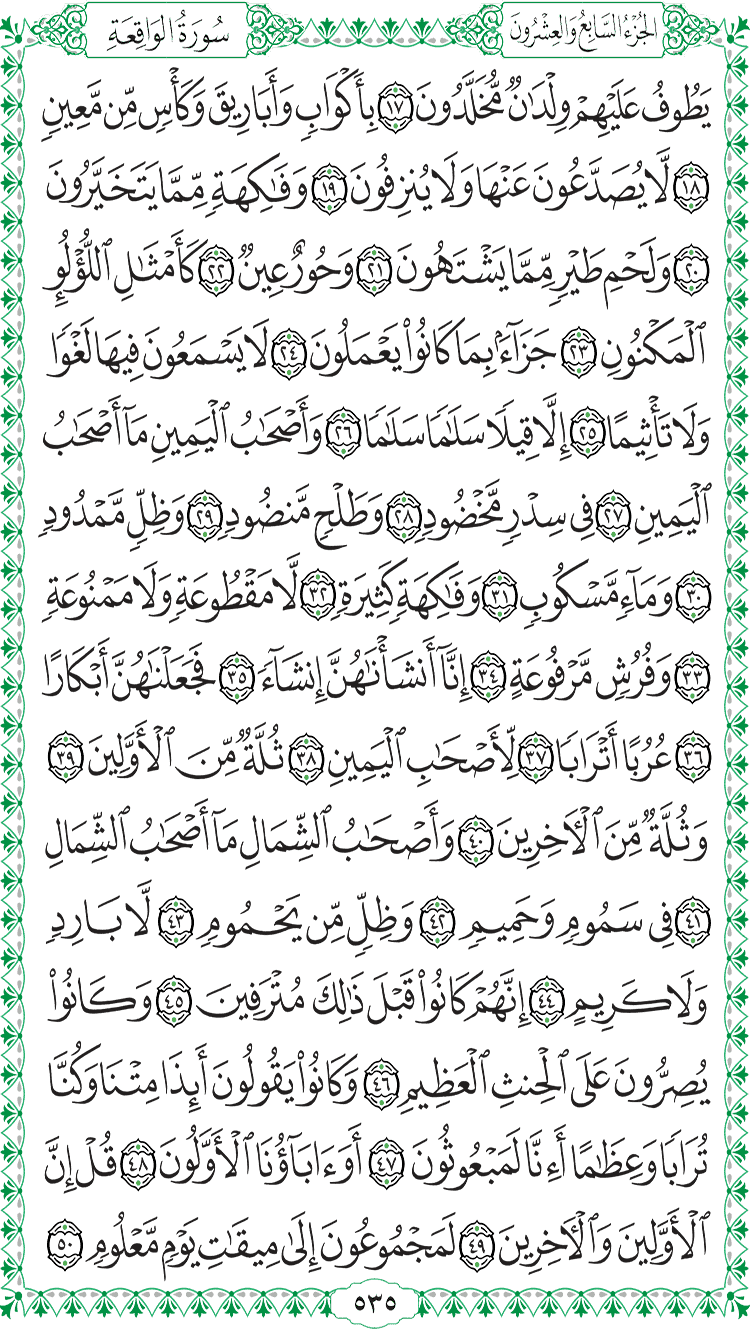 الجُزْءُ السَّابِعُ وَالعِشْرُونَ
سُورَةُ الوَاقِعَةِ
يَطُوفُ عَلَيْهِمْ وِلْدَٰنٌ مُّخَلَّدُونَ ١٧ بِأَكْوَابٍ وَأَبَارِيقَ وَكَأْسٍ مِّن مَّعِينٍ
١٨ لَّا يُصَدَّعُونَ عَنْهَا وَلَا يُنزِفُونَ ١٩ وَفَٰكِهَةٍ مِّمَّا يَتَخَيَّرُونَ
٢٠ وَلَحْمِ طَيْرٍ مِّمَّا يَشْتَهُونَ ٢١ وَحُورٌ عِينٌ ٢٢ كَأَمْثَٰلِ ٱللُّؤْلُؤِ
ٱلْمَكْنُونِ ٢٣ جَزَآءًۢ بِمَا كَانُوا۟ يَعْمَلُونَ ٢٤ لَا يَسْمَعُونَ فِيهَا لَغْوًا
وَلَا تَأْثِيمًا ٢٥ إِلَّا قِيلًا سَلَٰمًا سَلَٰمًا ٢٦ وَأَصْحَٰبُ ٱلْيَمِينِ مَآ أَصْحَٰبُ
ٱلْيَمِينِ ٢٧ فِى سِدْرٍ مَّخْضُودٍ ٢٨ وَطَلْحٍ مَّنضُودٍ ٢٩ وَظِلٍّ مَّمْدُودٍ
٣٠ وَمَآءٍ مَّسْكُوبٍ ٣١ وَفَٰكِهَةٍ كَثِيرَةٍ ٣٢ لَّا مَقْطُوعَةٍ وَلَا مَمْنُوعَةٍ
٣٣ وَفُرُشٍ مَّرْفُوعَةٍ ٣٤ إِنَّآ أَنشَأْنَٰهُنَّ إِنشَآءً ٣٥ فَجَعَلْنَٰهُنَّ أَبْكَارًا
٣٦ عُرُبًا أَتْرَابًا ٣٧ لِّأَصْحَٰبِ ٱلْيَمِينِ ٣٨ ثُلَّةٌ مِّنَ ٱلْأَوَّلِينَ ٣٩
وَثُلَّةٌ مِّنَ ٱلْءَاخِرِينَ ٤٠ وَأَصْحَٰبُ ٱلشِّمَالِ مَآ أَصْحَٰبُ ٱلشِّمَالِ
٤١ فِى سَمُومٍ وَحَمِيمٍ ٤٢ وَظِلٍّ مِّن يَحْمُومٍ ٤٣ لَّا بَارِدٍ
وَلَا كَرِيمٍ ٤٤ إِنَّهُمْ كَانُوا۟ قَبْلَ ذَٰلِكَ مُتْرَفِينَ ٤٥ وَكَانُوا۟
يُصِرُّونَ عَلَى ٱلْحِنثِ ٱلْعَظِيمِ ٤٦ وَكَانُوا۟ يَقُولُونَ أَئِذَا مِتْنَا وَكُنَّا
تُرَابًا وَعِظَٰمًا أَءِنَّا لَمَبْعُوثُونَ ٤٧ أَوَءَابَآؤُنَا ٱلْأَوَّلُونَ ٤٨ قُلْ إِنَّ
ٱلْأَوَّلِينَ وَٱلْءَاخِرِينَ ٤٩ لَمَجْمُوعُونَ إِلَىٰ مِيقَٰتِ يَوْمٍ مَّعْلُومٍ ٥٠
٥٣٥